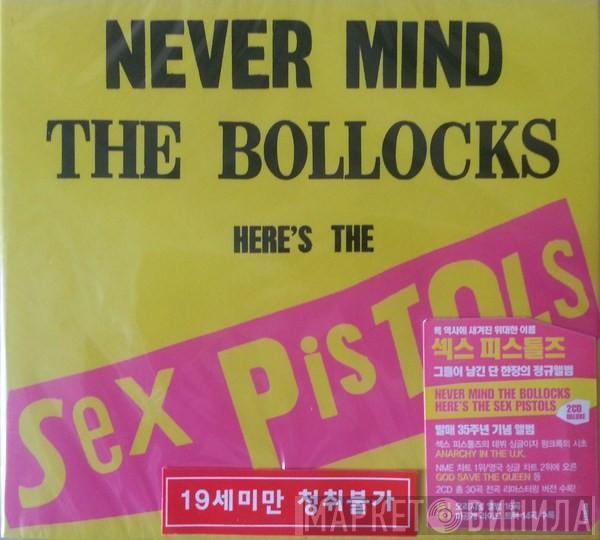 NEVER MIND
THE BOLLOCKS
HERE'S THE
Sex PisTOLS
록 역사에 새겨진 위대한 이름
섹스 피스톨즈
그들이 남긴 단 한장의 정규앨범
NEVER MIND THE BOLLOCKS
HERE'S THE SEX PISTOLS
2CD
DELUXE
발매 35주년 기념 앨범
섹스 피스톨즈의 데뷔 싱글이자 펑크록의 시초
ANARCHY IN THE U.K.
NME 차트 1위/영국 싱글 차트 2위에 오른
GOD SAVE THE QUEEN 등
2CD 총 30곡 전곡 리마스터링 버전 수록!
19세미만 청취불가
МАРКЕТ ВИНИЛА